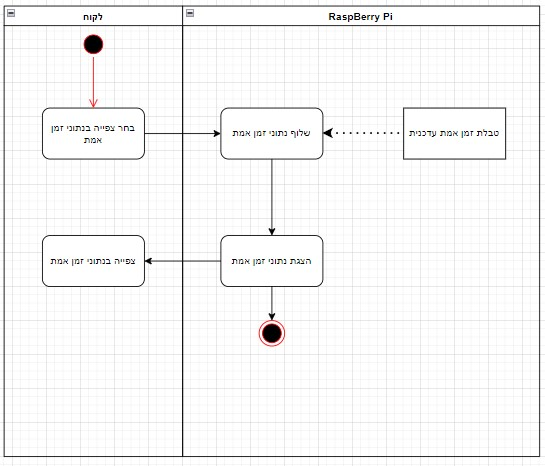 לקוח
RaspBerry Pi
בחר צפייה בנתוני זמן
אמת
שלוף נתוני זמן אמת
טבלת זמן אמת עדכנית
צפייה בנתוני זמן אמת
הצגת נתוני זמן אמת